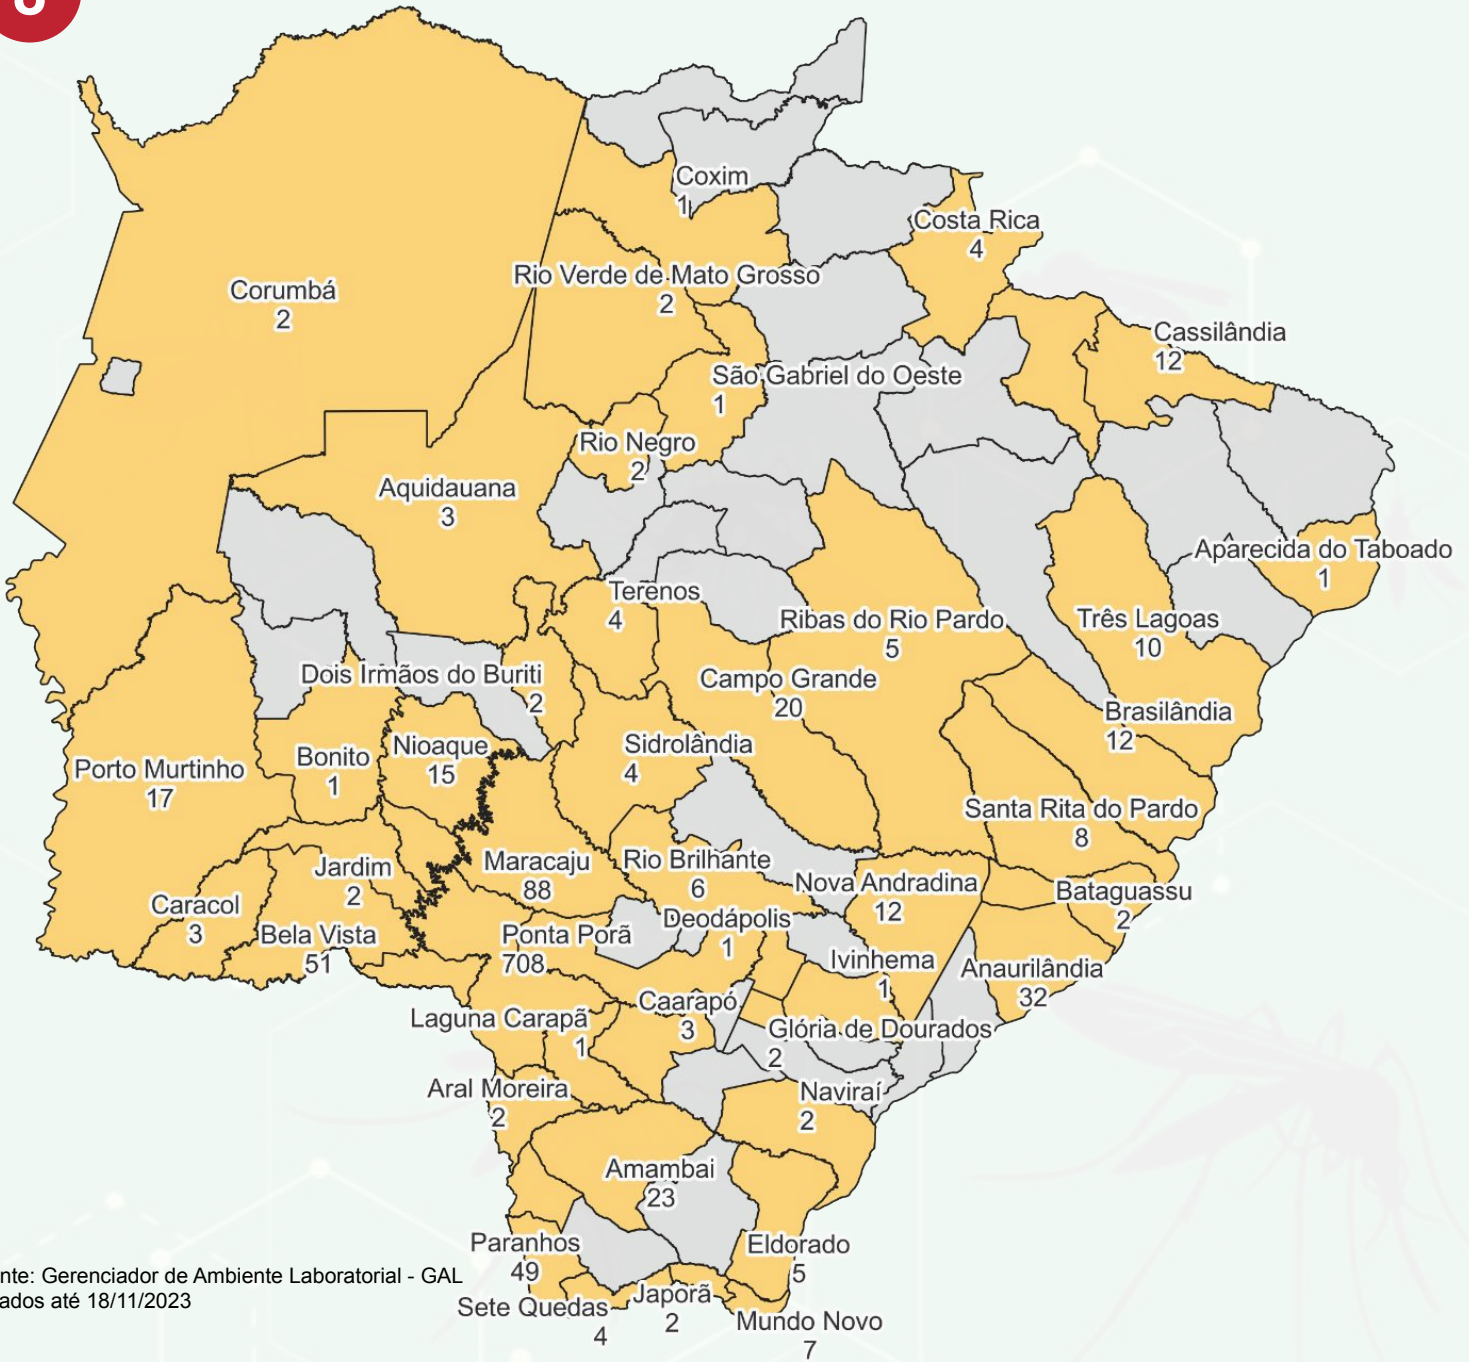 Coxim
1
Costa Rica
4
Corumbá
2
Rio Verde de Mato Grosso
2
Cassilândia
12
São Gabriel do Oeste
1
Rio Negro
2
Aquidauana
3
Aparecida do Taboado
1
Terenos
4
Ribas do Rio Pardo
5
Três Lagoas
10
Dois Irmãos do Buriti
2
Campo Grande
20
Brasilândia
12
Porto Murtinho
17
Bonito
1
Nioaque
15
Sidrolândia
4
Santa Rita do Pardo
8
Jardim
2
Maracaju
88
Rio Brilhante
6
Nova Andradina
12
Bataguassu
2
Caracol
3
Bela Vista
51
Ponta Porã
708
Deodápolis
1
Ivinhema
1
Anaurilândia
32
Laguna Carapã
1
Caarapó
3
Glória de Dourados
2
Aral Moreira
2
Naviraí
2
Amambai
23
Paranhos
49
Eldorado
5
Sete Quedas
4
Japorã
2
Mundo Novo
7
nte: Gerenciador de Ambiente Laboratorial - GAL
ados até 18/11/2023